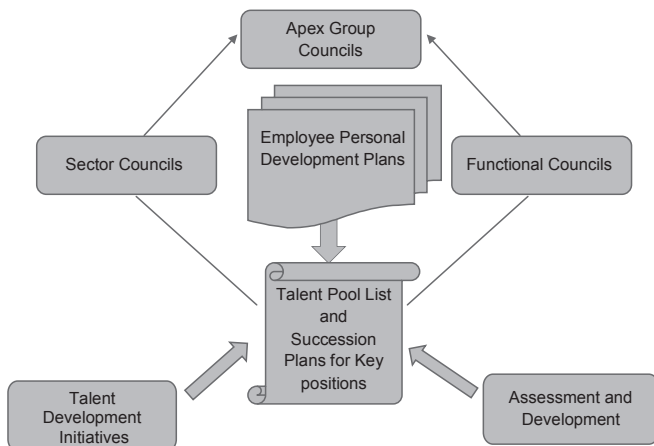 Apex Group
Councils
Employee Personal
Development Plans
Sector Councils
Functional Councils
Talent Pool List
and
Succession
Plans for Key
positions
Talent
Development
Initiatives
Assessment and
Development